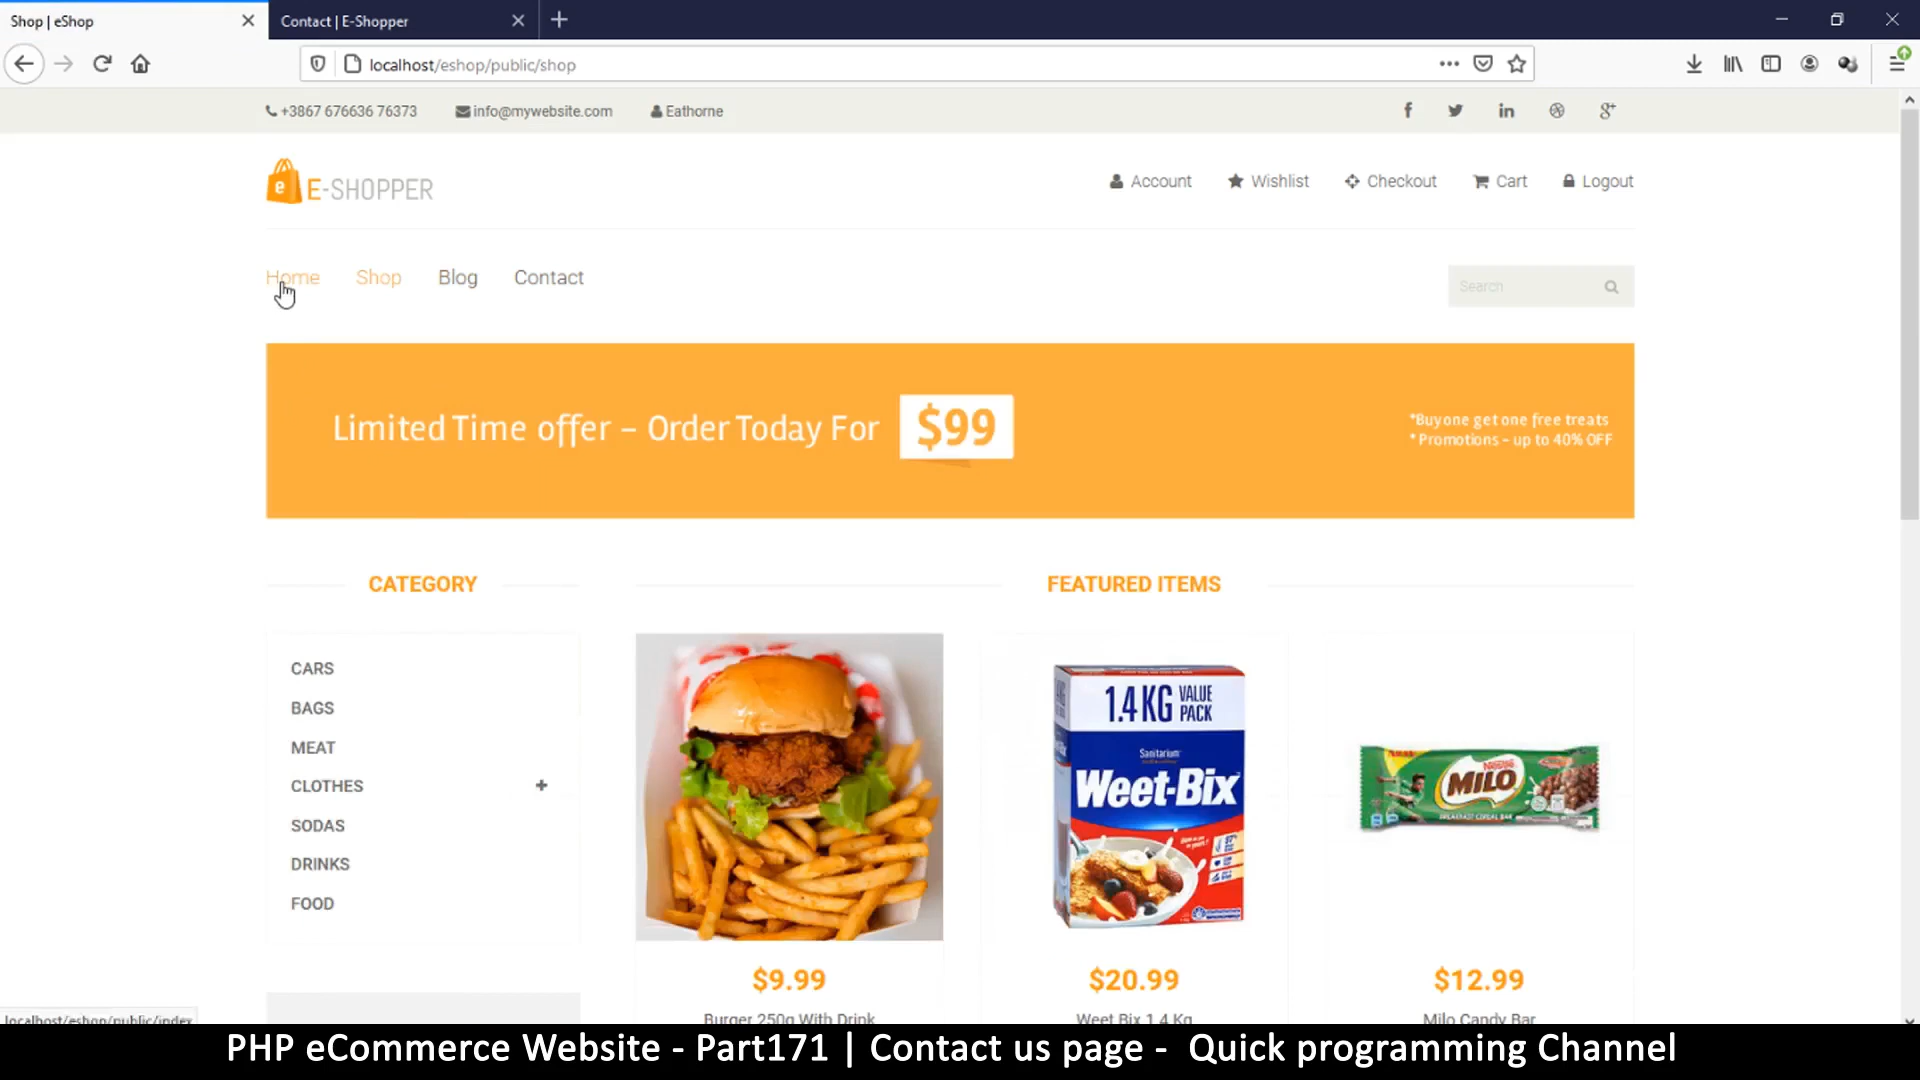 Shop | eShop
Contact | E-Shopper
localhost/eshop/public/shop
+3867 676636 76373
info@mywebsite.com
Eathorne
e E-SHOPPER
Account
Wishlist
Checkout
Cart
Logout
Home
Shop
Blog
Contact
Search
Limited Time offer – Order Today For
$99
*Buy one get one free treats
*Promotions – up to 40% OFF
CATEGORY
FEATURED ITEMS
CARS
BAGS
MEAT
CLOTHES
SODAS
DRINKS
FOOD
1.4 KG VALUE PACK
Sanitarium
Weet-Bix
Nestle
MILO
BREAKFAST CEREAL BAR
$9.99
$20.99
$12.99
Burger 250g With Drink
Weet Bix 1.4 Kg
Milo Candy Bar
localhost/eshop/public/index
PHP eCommerce Website - Part171 | Contact us page - Quick programming Channel